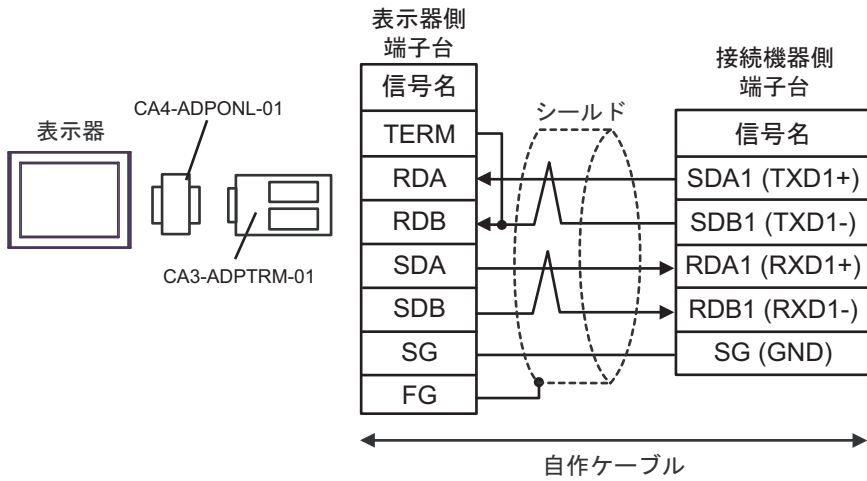 表示器
CA4-ADPONL-01
CA3-ADPTRM-01
表示器側
端子台
信号名
TERM
RDA
RDB
SDA
SDB
SG
FG
シールド
接続機器側
端子台
信号名
SDA1 (TXD1+)
SDB1 (TXD1-)
RDA1 (RXD1+)
RDB1 (RXD1-)
SG (GND)
自作ケーブル